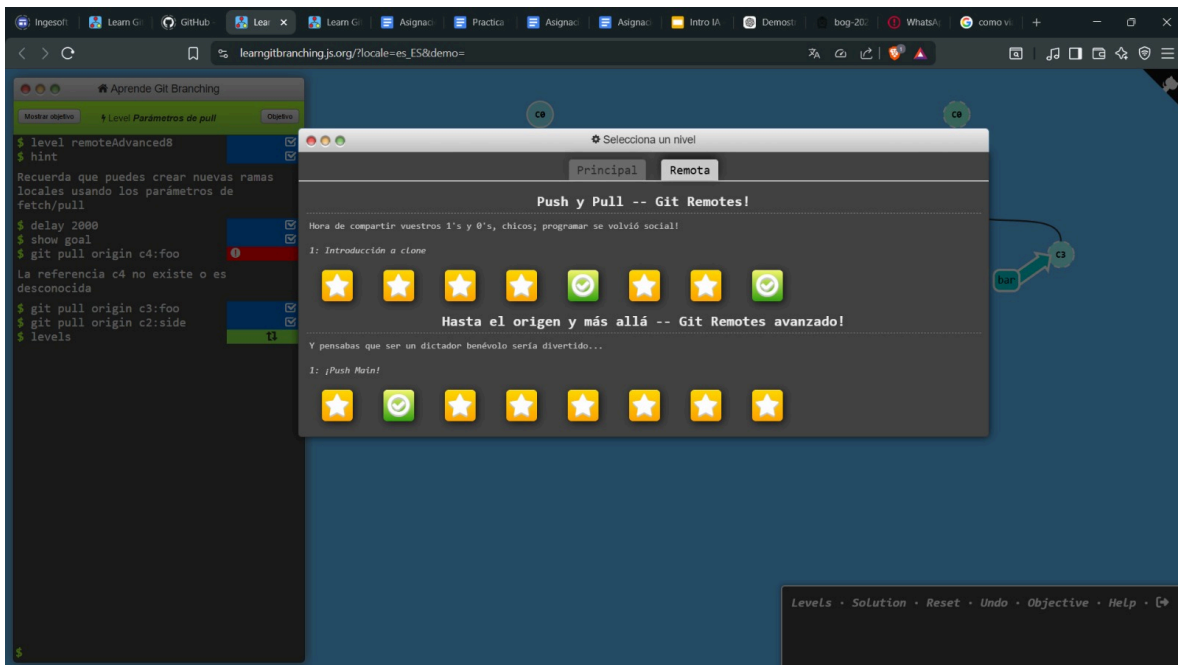 Ingesoft
Learn Gi
GitHub
Lear
Learn Gi
Asignaci
Practica
Asignaci
Asignaci
Intro IA
Demost
bog-202
WhatsA
como vi
learngitbranching.js.org/?locale=es_ES&demo=
Aprende Git Branching
Mostrar objetivo
Level Parámetros de pull
Objetivo
$ level remoteAdvanced8
$ hint
Recuerda que puedes crear nuevas ramas
locales usando los parámetros de
fetch/pull
$ delay 2000
$ show goal
$ git pull origin c4:foo
La referencia c4 no existe o es
desconocida
$ git pull origin c3:foo
$ git pull origin c2:side
$ levels
$
C0
C0
Selecciona un nivel
Principal
Remota
Push y Pull -- Git Remotes!
Hora de compartir vuestros 1's y 0's, chicos; programar se volvió social!
1: Introducción a clone
Hasta el origen y más allá -- Git Remotes avanzado!
Y pensabas que ser un dictador benévolo sería divertido...
1: ¡Push Main!
bar
C3
Levels · Solution · Reset · Undo · Objective · Help ·